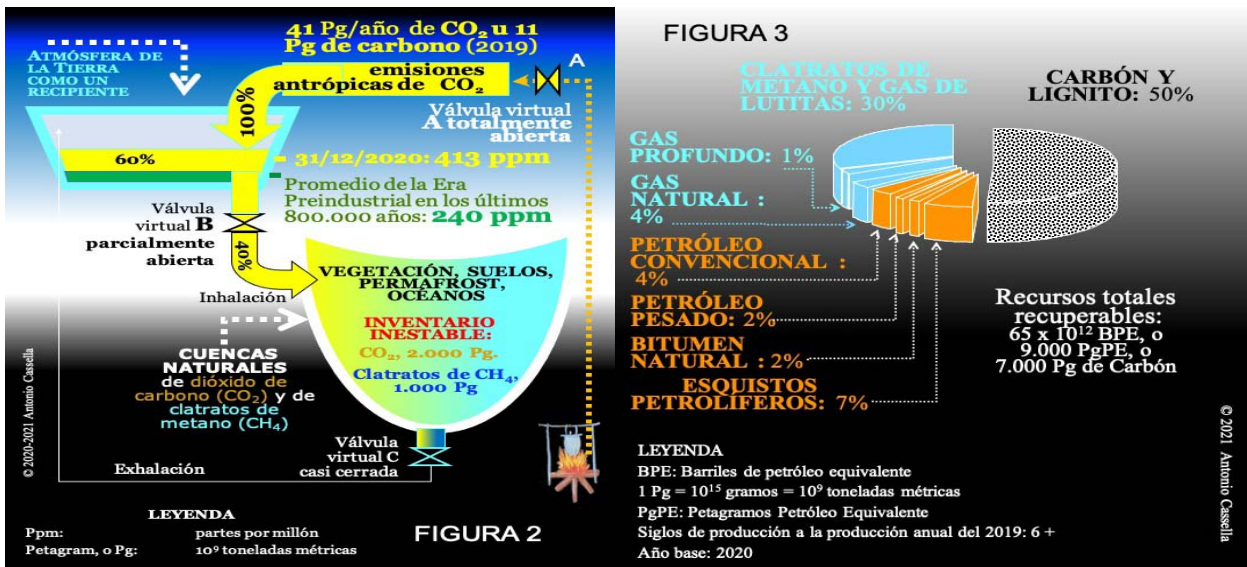 41 Pg/año de CO₂ u 11
Pg de carbono (2019)
ATMÓSFERA DE
LA TIERRA
COMO UN
RECIPIENTE
emisiones
antrópicas de CO₂
A
100%
Válvula virtual
A totalmente
abierta
60%
31/12/2020: 413 ppm
Promedio de la Era
Preindustrial en los últimos
800.000 años: 240 ppm
Válvula
virtual B
parcialmente
abierta
40%
Inhalación
VEGETACIÓN, SUELOS,
PERMAFROST,
OCÉANOS
INVENTARIO
INESTABLE:
CO₂, 2.000 Pg.
Clatratos de CH₄,
1.000 Pg
CUENCAS
NATURALES
de dióxido de
carbono (CO₂) y de
clatratos de
metano (CH₄)
Válvula
virtual C
casi cerrada
Exhalación
© 2020-2021 Antonio Cassella
LEYENDA
Ppm: partes por millón
Petagram, o Pg: 10⁹ toneladas métricas
FIGURA 2
FIGURA 3
CLATRATOS DE
METANO Y GAS DE
LUTITAS: 30%
CARBÓN Y
LIGNITO: 50%
GAS
PROFUNDO: 1%
GAS
NATURAL :
4%
PETRÓLEO
CONVENCIONAL :
4%
PETRÓLEO
PESADO: 2%
BITUMEN
NATURAL : 2%
ESQUISTOS
PETROLÍFEROS: 7%
Recursos totales
recuperables:
65 x 10¹² BPE, o
9.000 PgPE, o
7.000 Pg de Carbón
LEYENDA
BPE: Barriles de petróleo equivalente
1 Pg = 10¹⁵ gramos = 10⁹ toneladas métricas
PgPE: Petagramos Petróleo Equivalente
Siglos de producción a la producción anual del 2019: 6 +
Año base: 2020
© 2021 Antonio Cassella